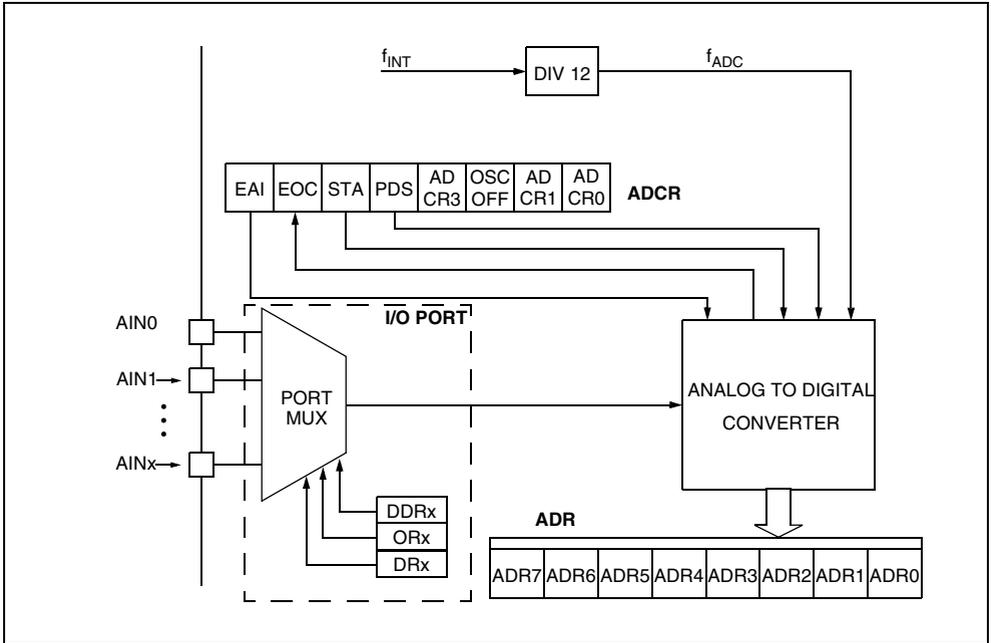 fINT
DIV 12
fADC
EAI EOC STA PDS AD CR3 OSC OFF AD CR1 AD CR0
ADCR
I/O PORT
AIN0
AIN1
AINx
PORT
MUX
ANALOG TO DIGITAL
CONVERTER
DDRx
ORx
DRx
ADR
ADR7 ADR6 ADR5 ADR4 ADR3 ADR2 ADR1 ADR0